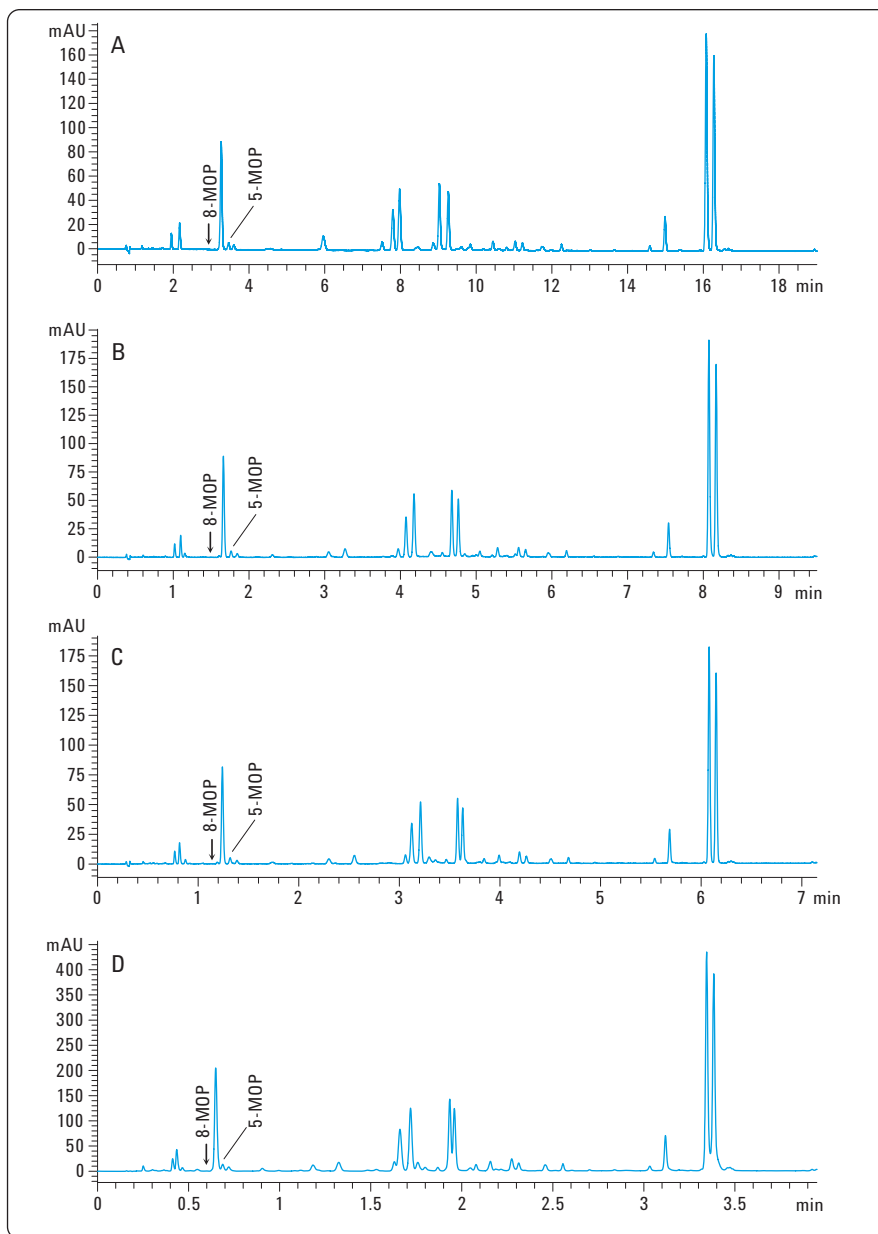 mAU
A
160
140
120
100
80
60
40
20
0
8-MOP
5-MOP
0 2 4 6 8 10 12 14 16 18 min
mAU
B
175
150
125
100
75
50
25
0
8-MOP
5-MOP
0 1 2 3 4 5 6 7 8 9 min
mAU
C
175
150
125
100
75
50
25
0
8-MOP
5-MOP
0 1 2 3 4 5 6 7 min
mAU
D
400
350
300
250
200
150
100
50
0
8-MOP
5-MOP
0 0.5 1 1.5 2 2.5 3 3.5 min